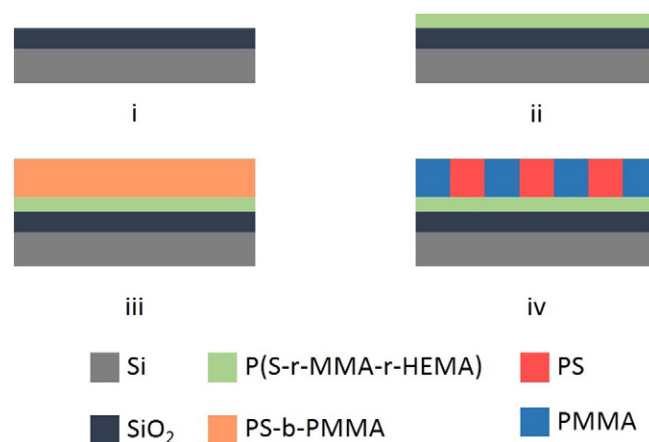 i
ii
iii
iv
Si
P(S-r-MMA-r-HEMA)
PS
SiO₂
PS-b-PMMA
PMMA